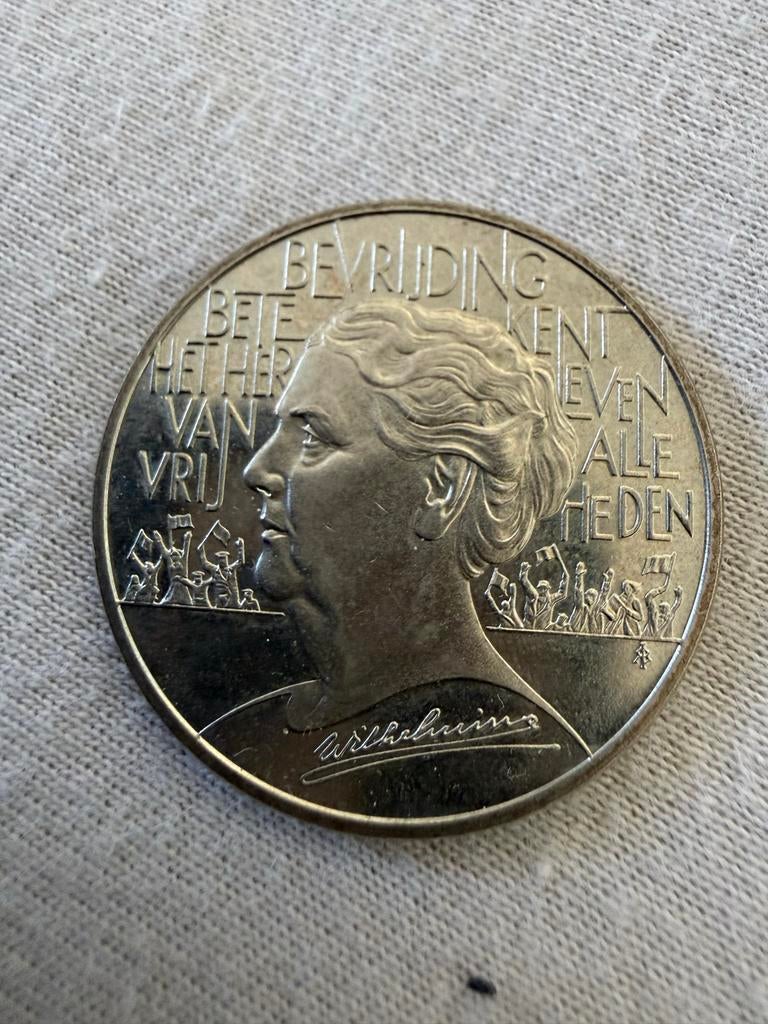 BEVRIJDING
BETE KENT
HET HER LEVEN
VAN ALLE
VRIJ HEDEN
Wilhelmina